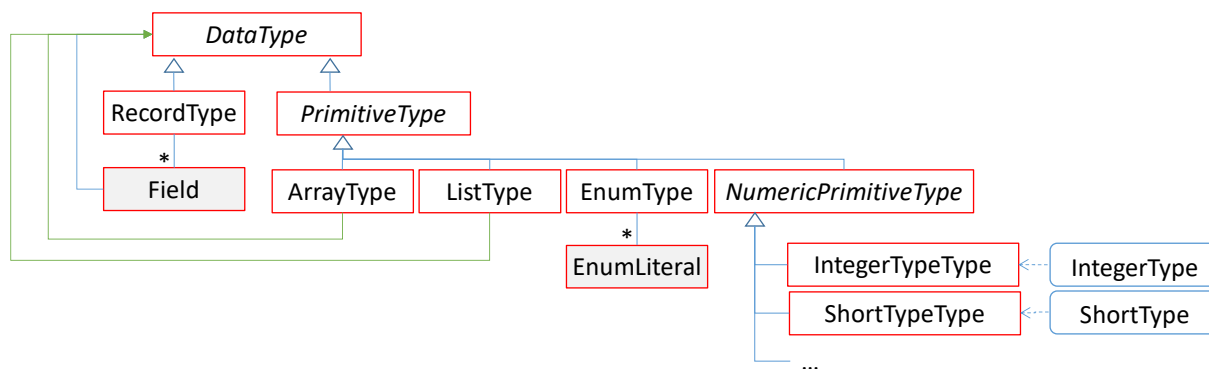 DataType
RecordType
PrimitiveType
*
Field
ArrayType
ListType
EnumType
NumericPrimitiveType
*
EnumLiteral
IntegerTypeType
IntegerType
ShortTypeType
ShortType
...